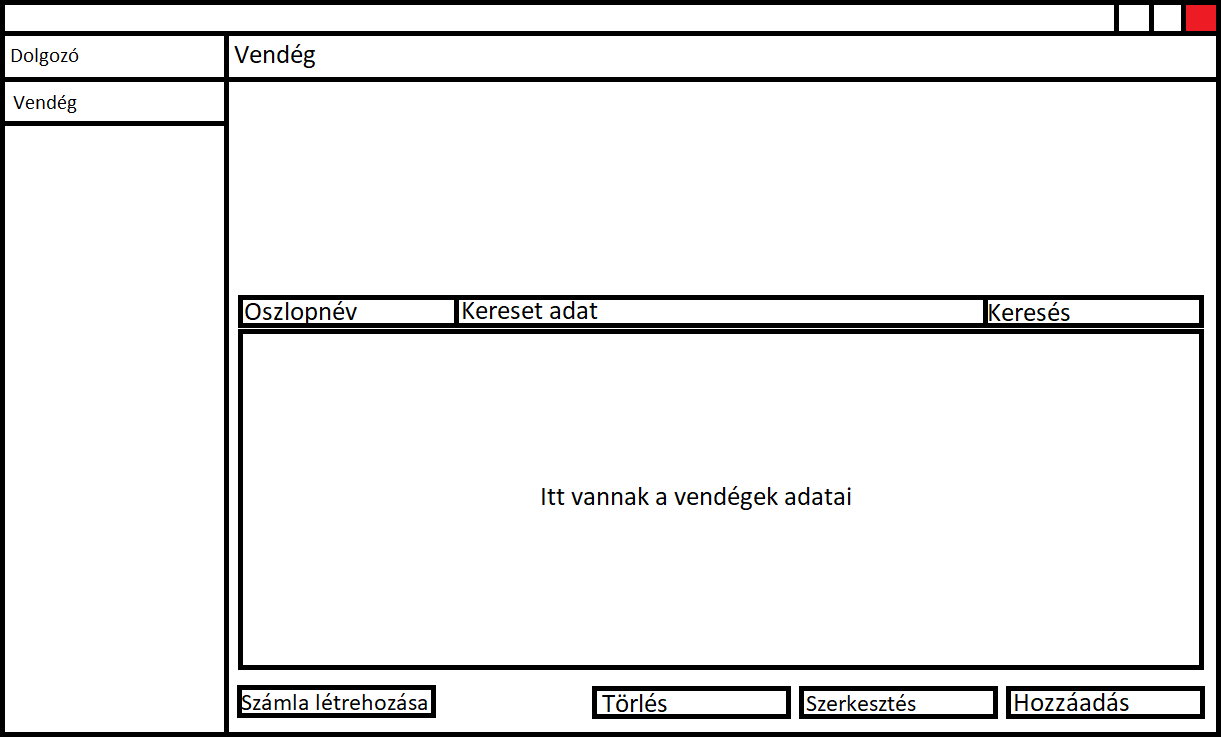 Dolgozó
Vendég
Vendég
Oszlopnév
Kereset adat
Keresés
Itt vannak a vendégek adatai
Számla létrehozása
Törlés
Szerkesztés
Hozzáadás